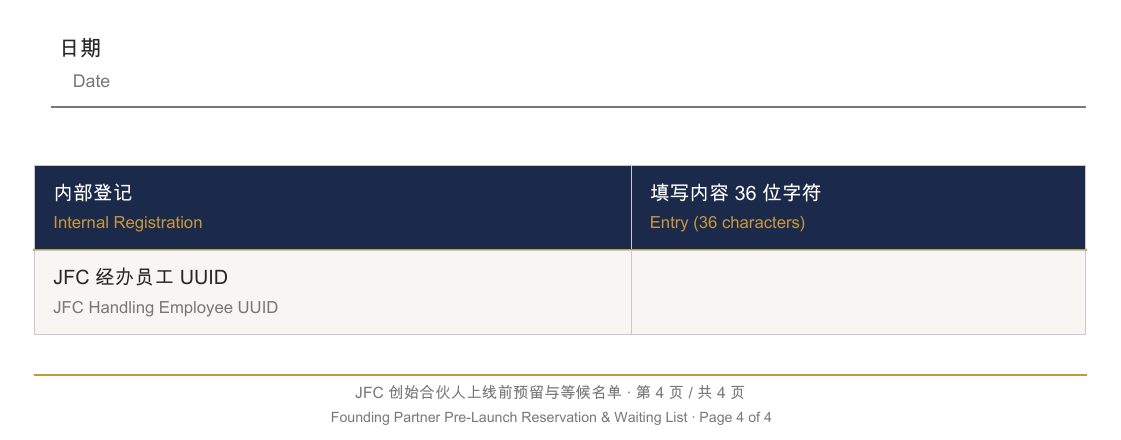 日期
Date
内部登记
Internal Registration
填写内容 36 位字符
Entry (36 characters)
JFC 经办员工 UUID
JFC Handling Employee UUID
JFC 创始合伙人上线前预留与等候名单 · 第 4 页 / 共 4 页
Founding Partner Pre-Launch Reservation & Waiting List · Page 4 of 4